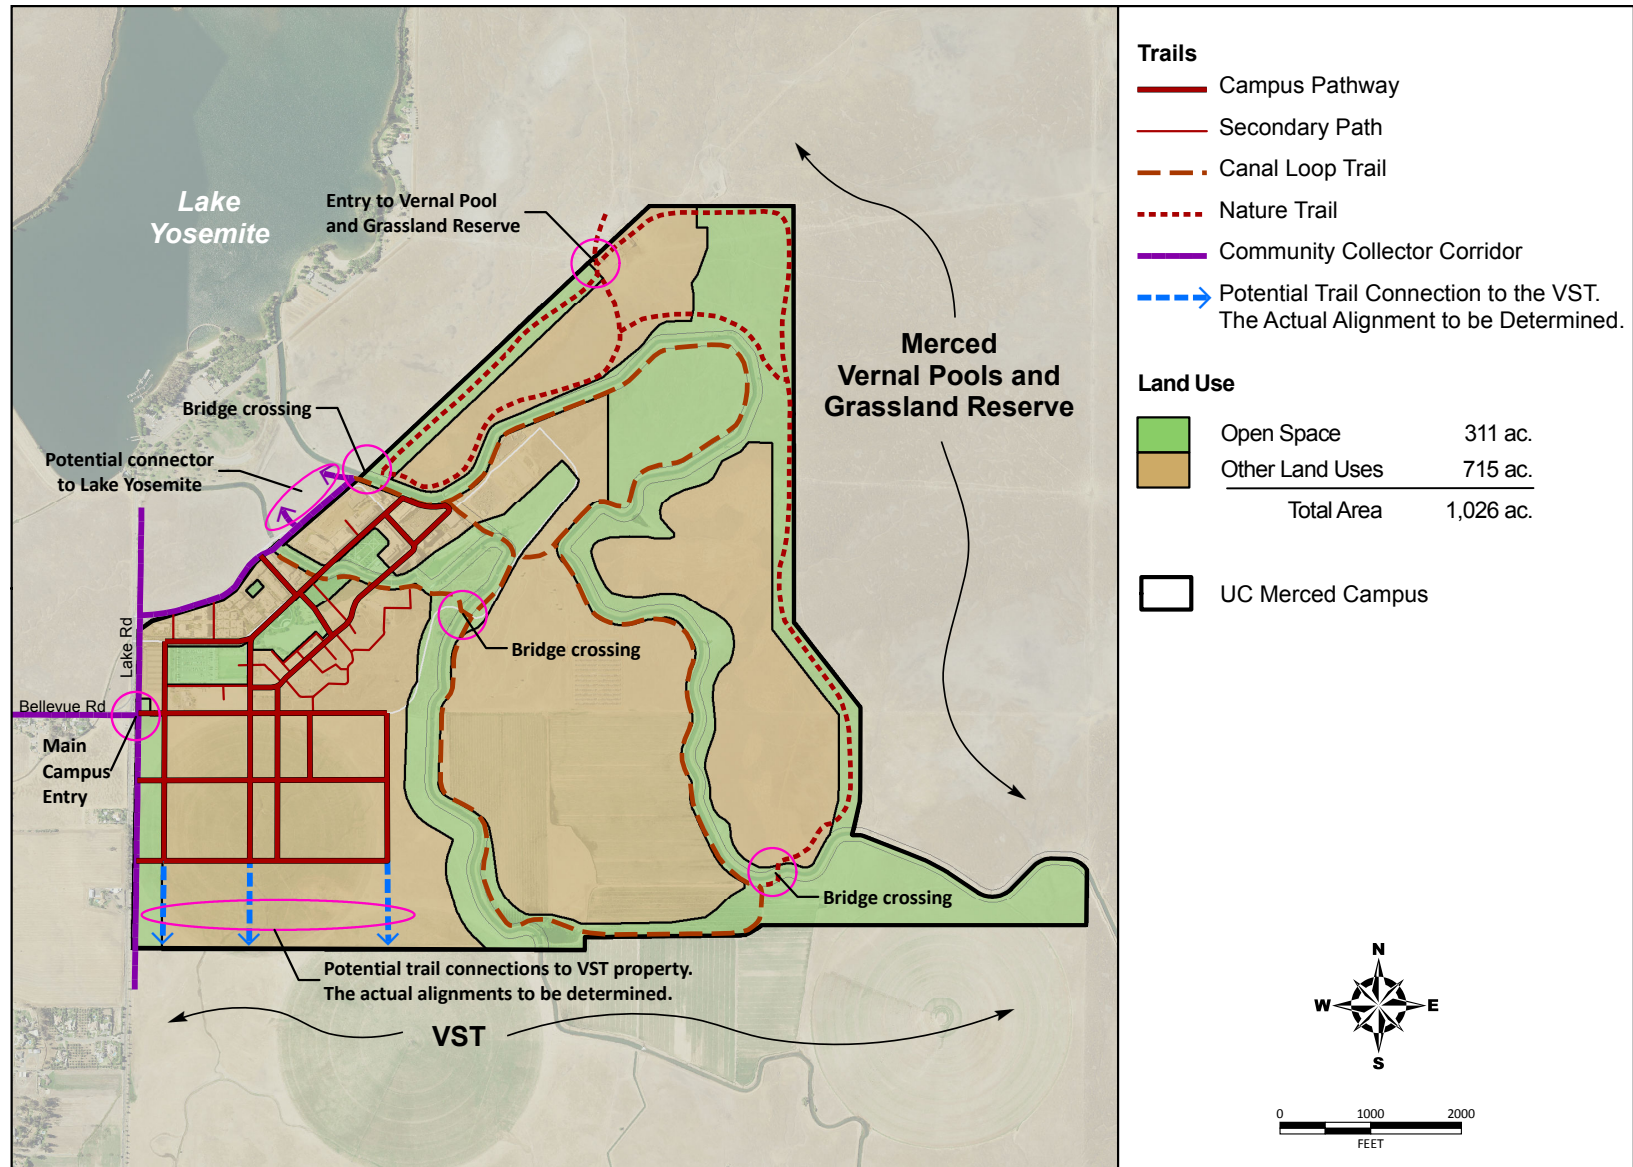 Lake
Yosemite
Entry to Vernal Pool
and Grassland Reserve
Bridge crossing
Potential connector
to Lake Yosemite
Merced
Vernal Pools and
Grassland Reserve
Bridge crossing
Lake Rd
Bellevue Rd
Main
Campus
Entry
Bridge crossing
Potential trail connections to VST property.
The actual alignments to be determined.
VST
Trails
Campus Pathway
Secondary Path
Canal Loop Trail
Nature Trail
Community Collector Corridor
Potential Trail Connection to the VST.
The Actual Alignment to be Determined.
Land Use
Open Space 311 ac.
Other Land Uses 715 ac.
Total Area 1,026 ac.
UC Merced Campus
N
W E
S
0 1000 2000
FEET